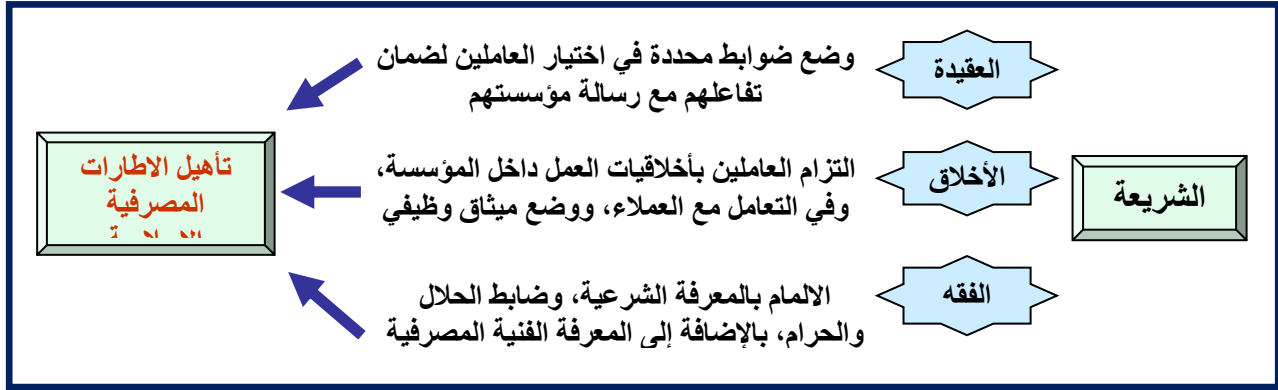 الشريعة
العقيدة
وضع ضوابط محددة في اختيار العاملين لضمان
تفاعلهم مع رسالة مؤسستهم
الأخلاق
التزام العاملين بأخلاقيات العمل داخل المؤسسة،
وفي التعامل مع العملاء، ووضع ميثاق وظيفي
الفقه
الالمام بالمعرفة الشرعية، وضابط الحلال
والحرام، بالإضافة إلى المعرفة الفنية المصرفية
تأهيل الاطارات
المصرفية